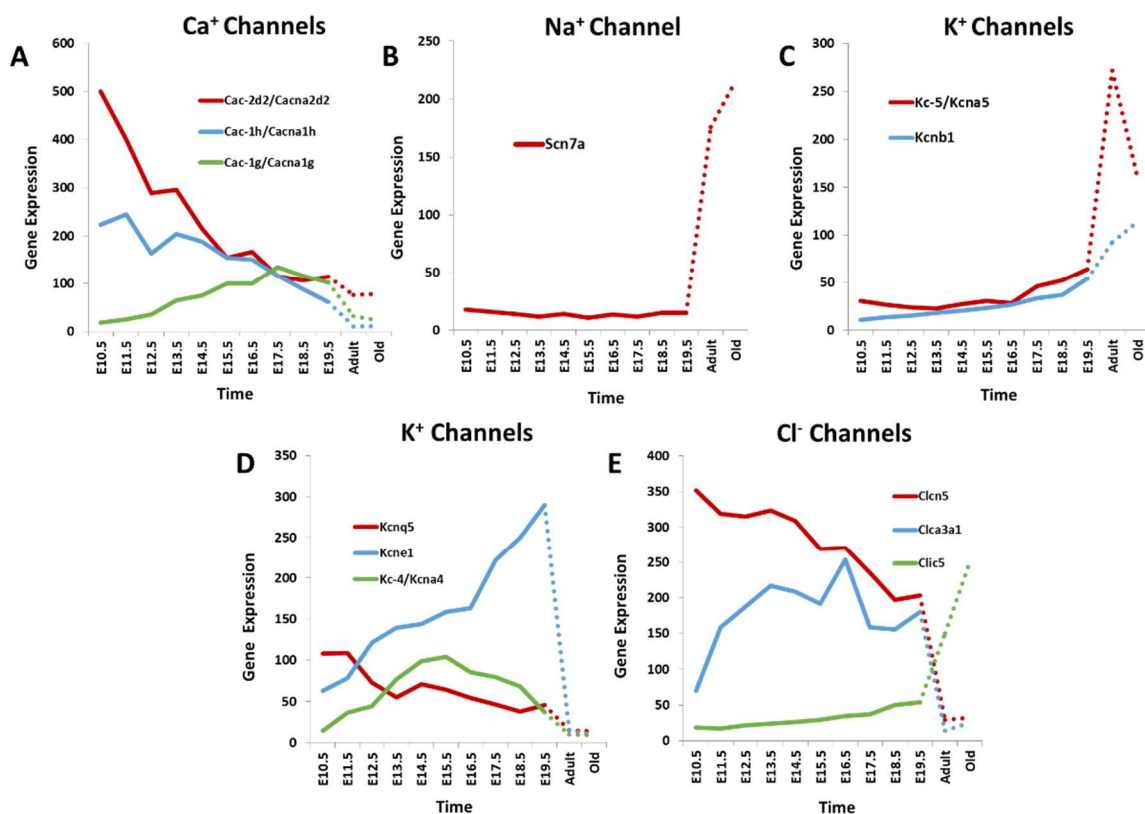 A
Ca+ Channels
600
500
400
300
200
100
0
Gene Expression
Cac-2d2/Cacna2d2
Cac-1h/Cacna1h
Cac-1g/Cacna1g
E10.5
E11.5
E12.5
E13.5
E14.5
E15.5
E16.5
E17.5
E18.5
E19.5
Adult
Old
Time
B
Na+ Channel
250
200
150
100
50
0
Gene Expression
Scn7a
E10.5
E11.5
E12.5
E13.5
E14.5
E15.5
E16.5
E17.5
E18.5
E19.5
Adult
Old
Time
C
K+ Channels
300
250
200
150
100
50
0
Gene Expression
Kc-5/Kcna5
Kcnb1
E10.5
E11.5
E12.5
E13.5
E14.5
E15.5
E16.5
E17.5
E18.5
E19.5
Adult
Old
Time
D
K+ Channels
350
300
250
200
150
100
50
0
Gene Expression
Kcnq5
Kcne1
Kc-4/Kcna4
E10.5
E11.5
E12.5
E13.5
E14.5
E15.5
E16.5
E17.5
E18.5
E19.5
Adult
Old
Time
E
Cl- Channels
400
350
300
250
200
150
100
50
0
Gene Expression
Clcn5
Clca3a1
Clic5
E10.5
E11.5
E12.5
E13.5
E14.5
E15.5
E16.5
E17.5
E18.5
E19.5
Adult
Old
Time